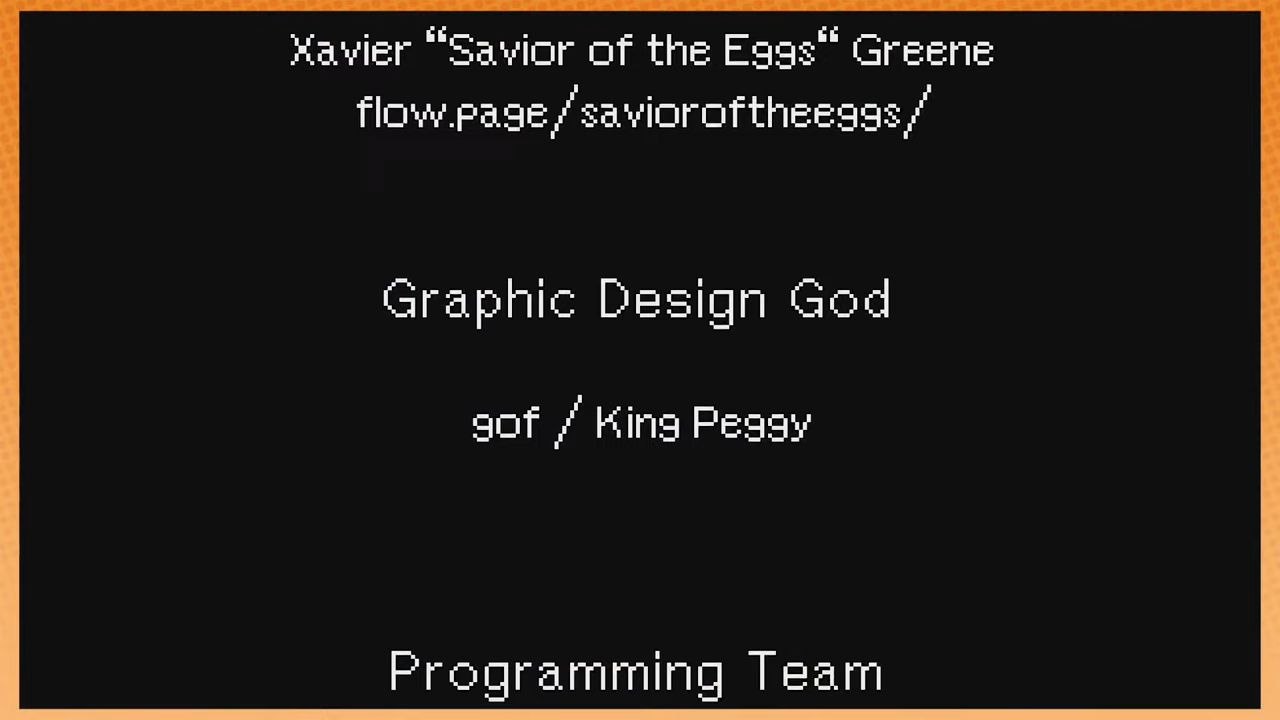 Xavier “Savior of the Eggs“ Greene
flow.page/savioroftheeggs/
Graphic Design God
gof / King Peggy
Programming Team